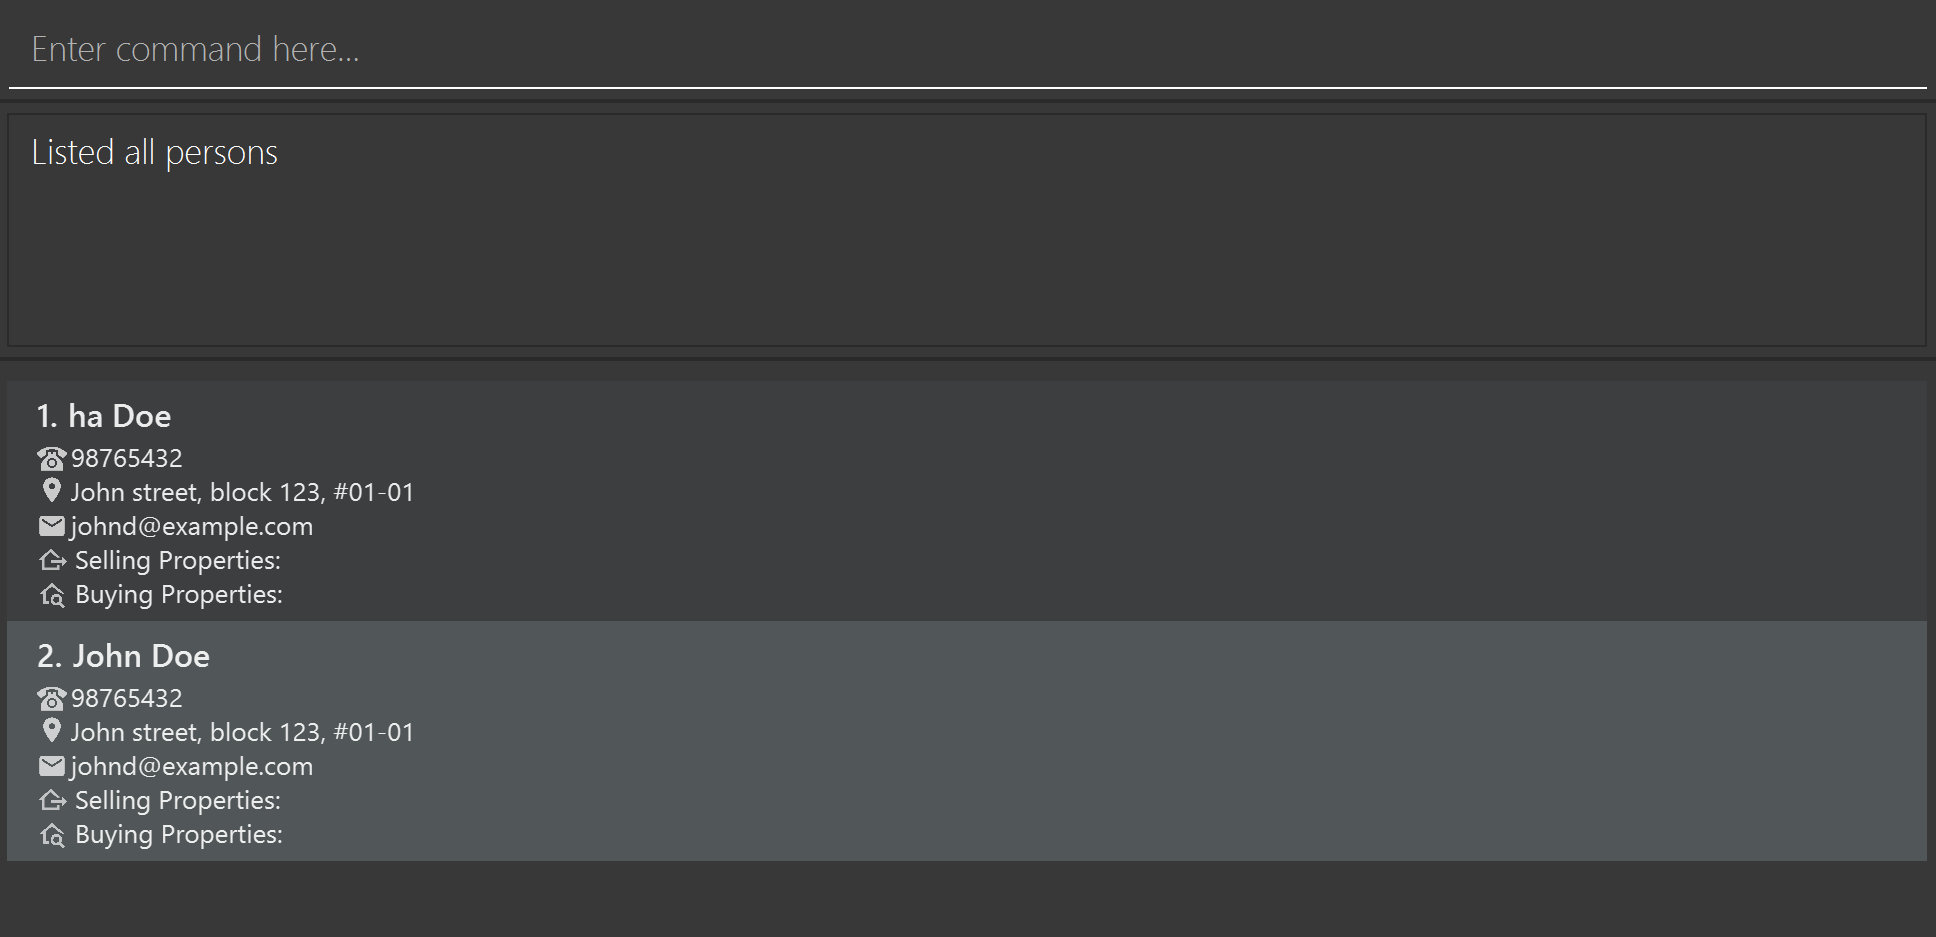 Enter command here...
Listed all persons
1. ha Doe
98765432
John street, block 123, #01-01
johnd@example.com
Selling Properties:
Buying Properties:
2. John Doe
98765432
John street, block 123, #01-01
johnd@example.com
Selling Properties:
Buying Properties: